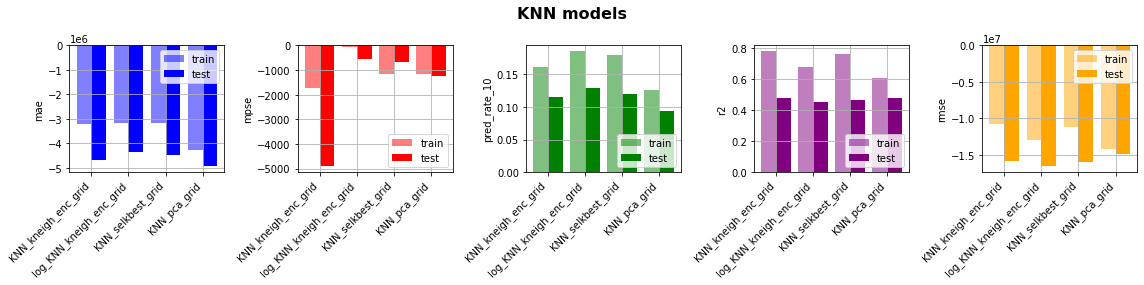 KNN models
1e6
0
−1
−2
−3
−4
−5
mae
train
test
KNN_kneigh_enc_grid
log_KNN_kneigh_enc_grid
KNN_selkbest_grid
KNN_pca_grid
0
−1000
−2000
−3000
−4000
−5000
mpse
train
test
KNN_kneigh_enc_grid
log_KNN_kneigh_enc_grid
KNN_selkbest_grid
KNN_pca_grid
0.15
0.10
0.05
0.00
pred_rate_10
train
test
KNN_kneigh_enc_grid
log_KNN_kneigh_enc_grid
KNN_selkbest_grid
KNN_pca_grid
0.8
0.6
0.4
0.2
0.0
r2
train
test
KNN_kneigh_enc_grid
log_KNN_kneigh_enc_grid
KNN_selkbest_grid
KNN_pca_grid
1e7
0.0
−0.5
−1.0
−1.5
rmse
train
test
KNN_kneigh_enc_grid
log_KNN_kneigh_enc_grid
KNN_selkbest_grid
KNN_pca_grid